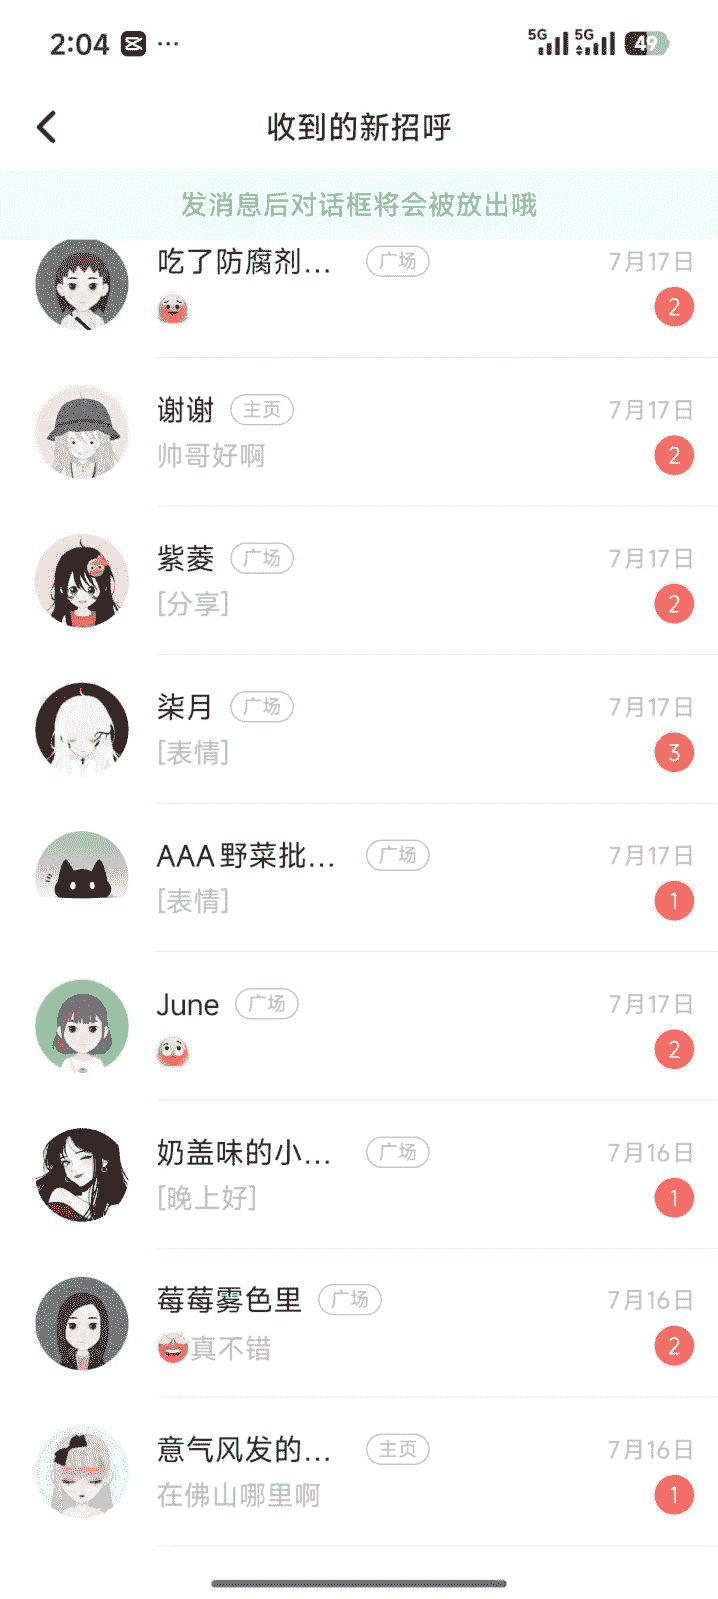 2:04 ··· 5G 5G 49
收到的新招呼
发消息后对话框将会被放出哦
吃了防腐剂... 广场 7月17日
2
谢谢 主页 7月17日
帅哥好啊 2
紫菱 广场 7月17日
[分享] 2
柒月 广场 7月17日
[表情] 3
AAA野菜批... 广场 7月17日
[表情] 1
June 广场 7月17日
2
奶盖味的小... 广场 7月16日
[晚上好] 1
莓莓雾色里 广场 7月16日
真不错 2
意气风发的... 主页 7月16日
在佛山哪里啊 1